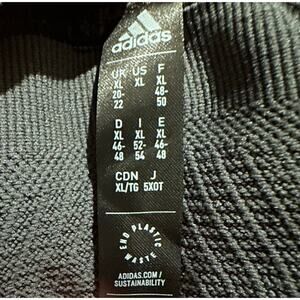 adidas
UK US F
XL XL XL
20- 48-
22 50
D I E
XL XL XL
46- 52- 46-
48 54 48
CDN J
XL/TG 5XOT
END PLASTIC WASTE
ADIDAS.COM/
SUSTAINABILITY